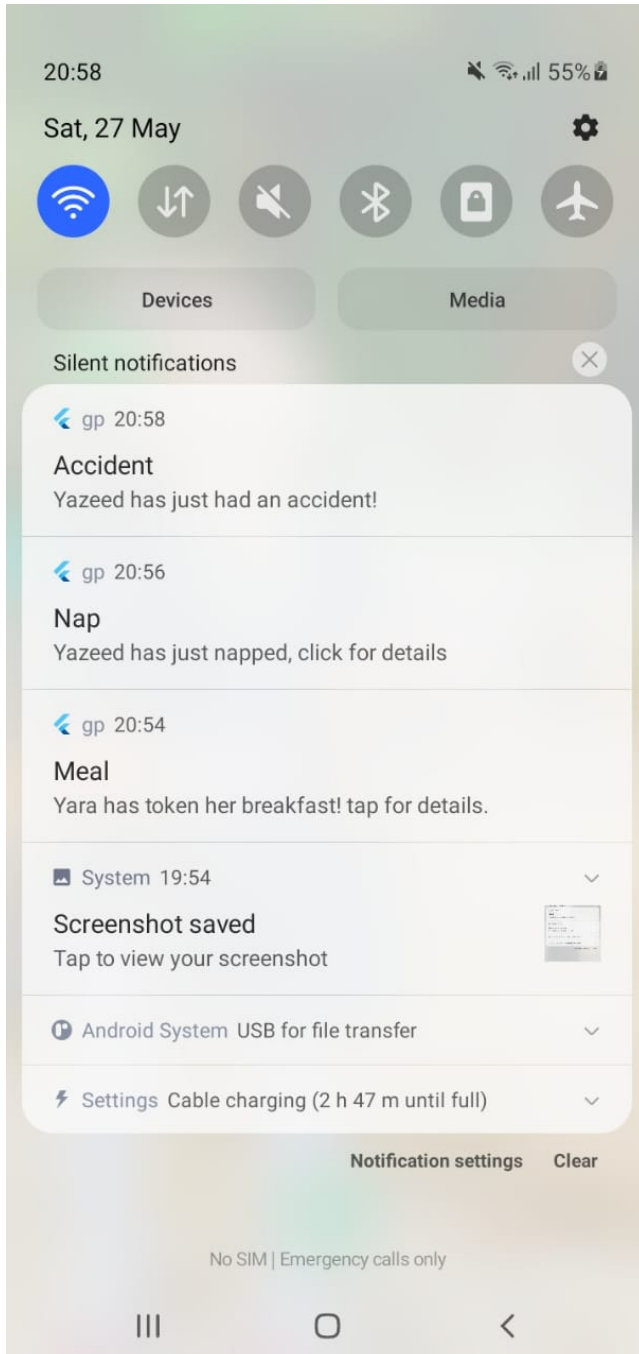 20:58 55%
Sat, 27 May
Devices Media
Silent notifications
gp 20:58
Accident
Yazeed has just had an accident!
gp 20:56
Nap
Yazeed has just napped, click for details
gp 20:54
Meal
Yara has token her breakfast! tap for details.
System 19:54
Screenshot saved
Tap to view your screenshot
Android System USB for file transfer
Settings Cable charging (2 h 47 m until full)
Notification settings Clear
No SIM | Emergency calls only